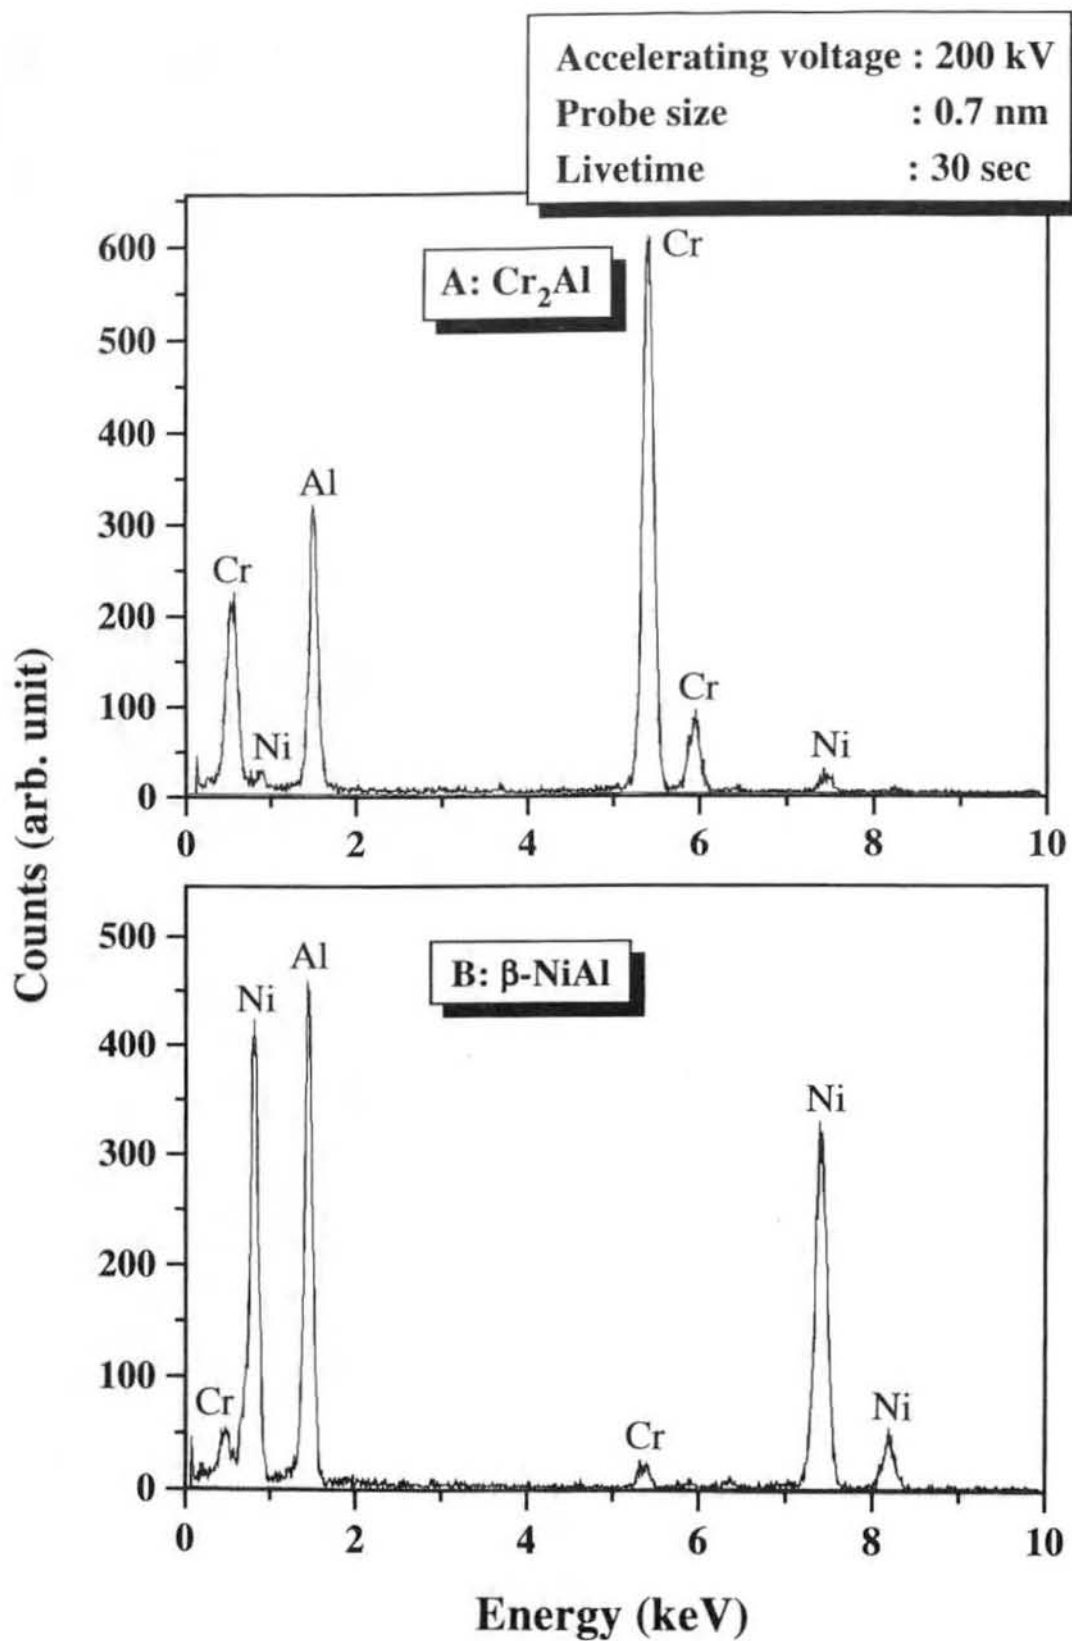 Accelerating voltage : 200 kV
Probe size : 0.7 nm
Livetime : 30 sec
A: Cr₂Al
Cr
Ni
Al
Cr
Cr
Ni
600
500
400
300
200
100
0
0 2 4 6 8 10
Counts (arb. unit)
B: β-NiAl
Cr
Ni
Al
Cr
Ni
Ni
500
400
300
200
100
0
0 2 4 6 8 10
Energy (keV)